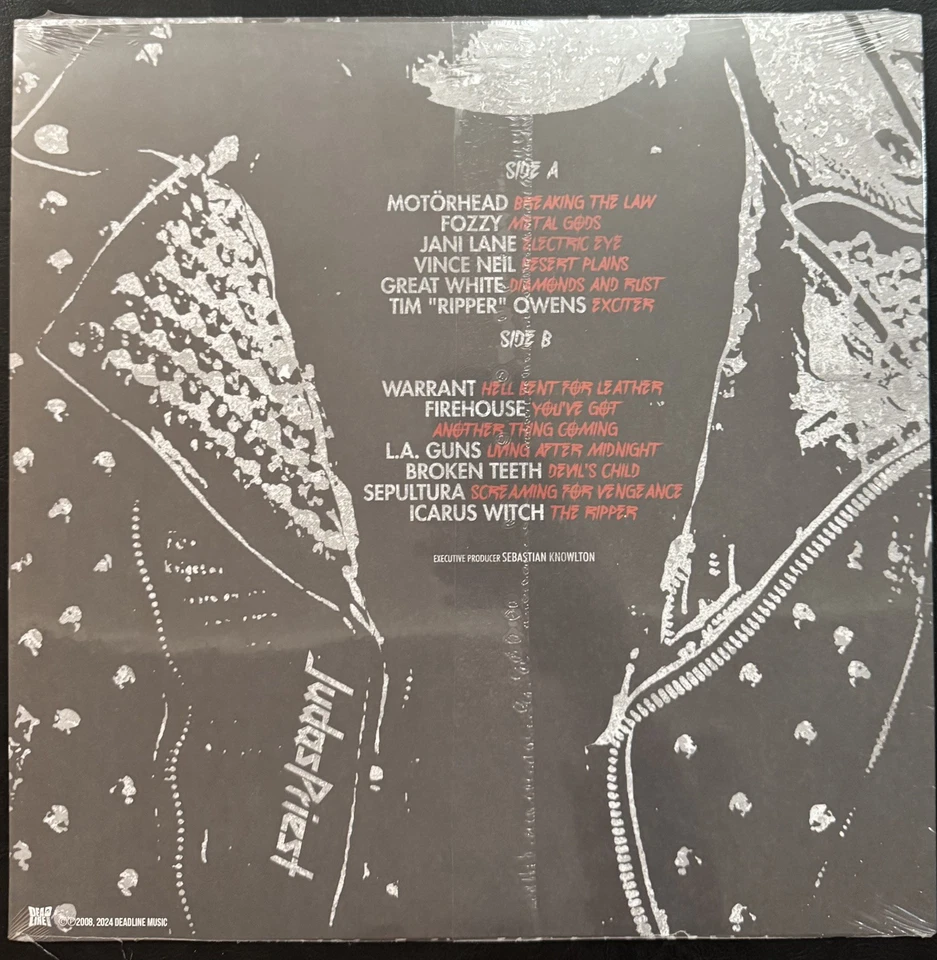 SIDE A
MOTÖRHEAD BREAKING THE LAW
FOZZY METAL GODS
JANI LANE ELECTRIC EYE
VINCE NEIL DESERT PLAINS
GREAT WHITE DIAMONDS AND RUST
TIM "RIPPER" OWENS EXCITER
SIDE B
WARRANT HELL BENT FOR LEATHER
FIREHOUSE YOU'VE GOT
ANOTHER THING COMING
L.A. GUNS LIVING AFTER MIDNIGHT
BROKEN TEETH DEVIL'S CHILD
SEPULTURA SCREAMING FOR VENGEANCE
ICARUS WITCH THE RIPPER
EXECUTIVE PRODUCER SEBASTIAN KNOWLTON
Judas Priest
DEADLINE
©℗2008, 2024 DEADLINE MUSIC